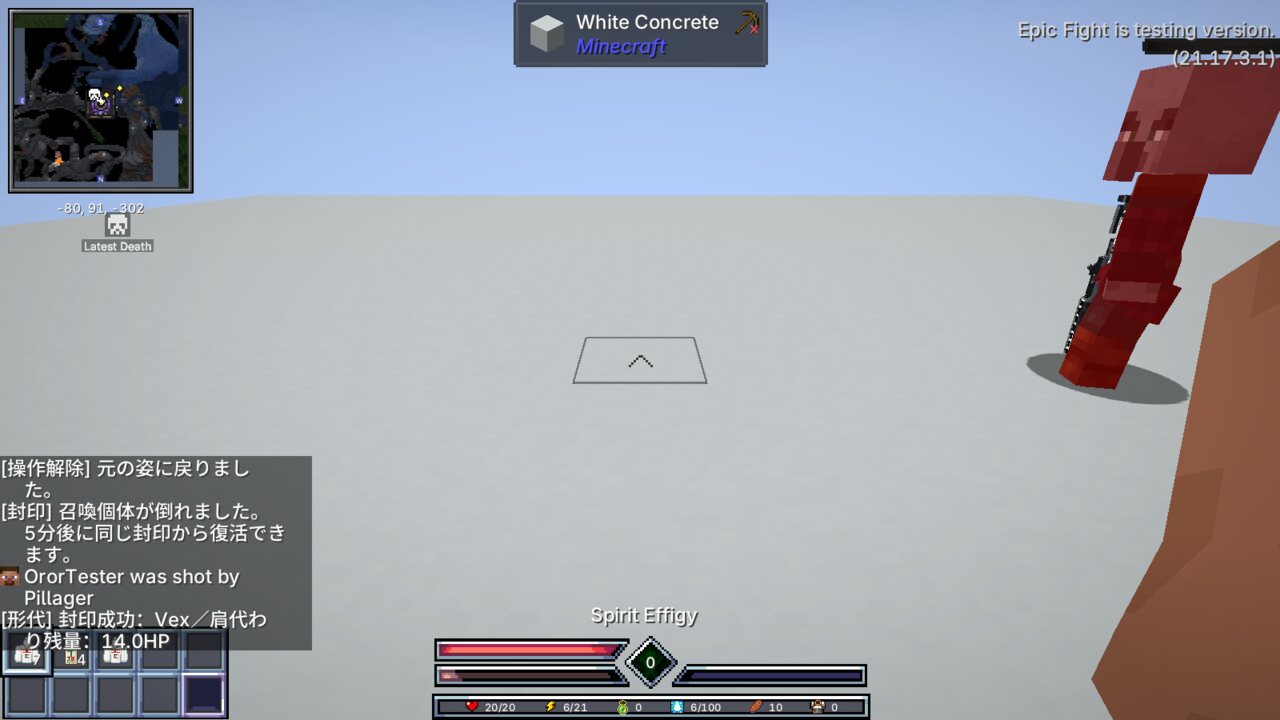 S
White Concrete
Minecraft
Epic Fight is testing version.
(21.17.3.1)
E
W
N
-80, 91, -302
Latest Death
[操作解除] 元の姿に戻りまし
た。
[封印] 召喚個体が倒れました。
5分後に同じ封印から復活でき
ます。
OrorTester was shot by
Pillager
[形代] 封印成功：Vex／肩代わ
り残量：14.0HP
7
4
Spirit Effigy
0
20/20
6/21
0
6/100
10
0